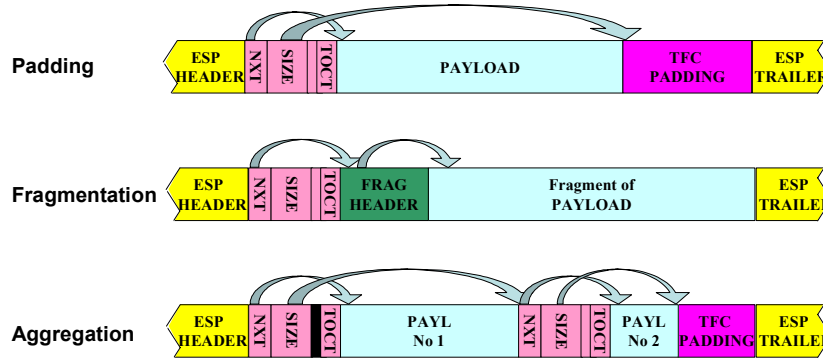 Padding
ESP
HEADER
NXT
SIZE
TOCT
PAYLOAD
TFC
PADDING
ESP
TRAILER
Fragmentation
ESP
HEADER
NXT
SIZE
TOCT
FRAG
HEADER
Fragment of
PAYLOAD
ESP
TRAILER
Aggregation
ESP
HEADER
NXT
SIZE
TOCT
PAYL
No 1
NXT
SIZE
TOCT
PAYL
No 2
TFC
PADDING
ESP
TRAILER